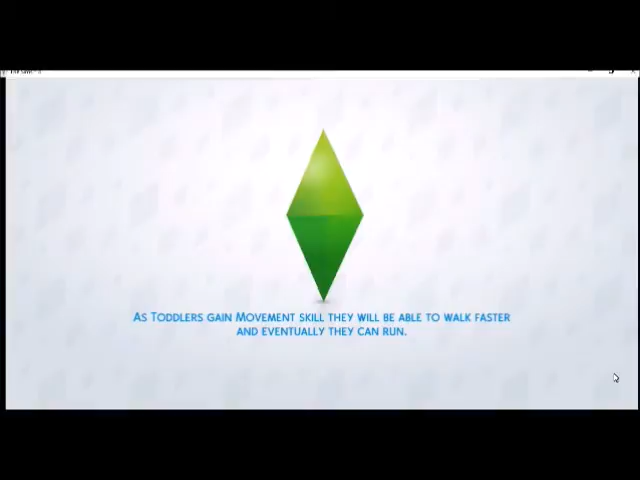 As Toddlers gain Movement skill they will be able to walk faster
and eventually they can run.